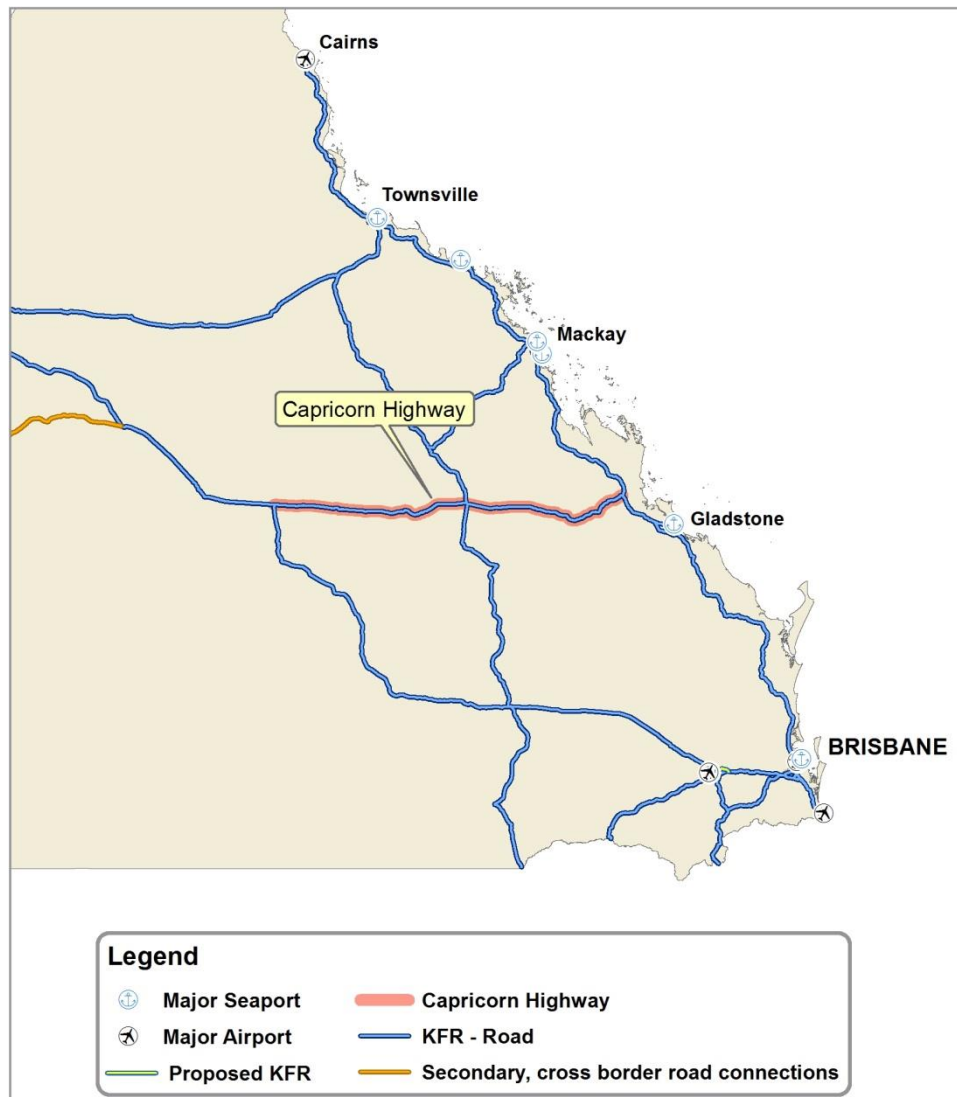 Cairns
Townsville
Mackay
Capricorn Highway
Gladstone
BRISBANE
Legend
Major Seaport
Capricorn Highway
Major Airport
KFR - Road
Proposed KFR
Secondary, cross border road connections